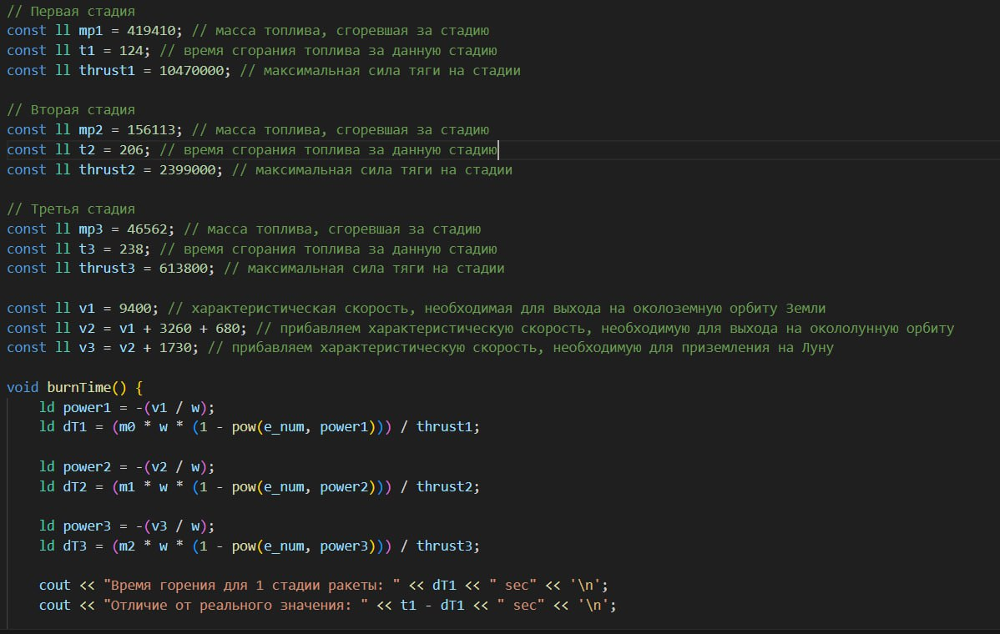 // Первая стадия
const ll mp1 = 419410; // масса топлива, сгоревшая за стадию
const ll t1 = 124; // время сгорания топлива за данную стадию
const ll thrust1 = 10470000; // максимальная сила тяги на стадии
// Вторая стадия
const ll mp2 = 156113; // масса топлива, сгоревшая за стадию
const ll t2 = 206; // время сгорания топлива за данную стадию
const ll thrust2 = 2399000; // максимальная сила тяги на стадии
// Третья стадия
const ll mp3 = 46562; // масса топлива, сгоревшая за стадию
const ll t3 = 238; // время сгорания топлива за данную стадию
const ll thrust3 = 613800; // максимальная сила тяги на стадии
const ll v1 = 9400; // характеристическая скорость, необходимая для выхода на околоземную орбиту Земли
const ll v2 = v1 + 3260 + 680; // прибавляем характеристическую скорость, необходимую для выхода на окололунную орбиту
const ll v3 = v2 + 1730; // прибавляем характеристическую скорость, необходимую для приземления на Луну
void burnTime() {
    ld power1 = -(v1 / w);
    ld dT1 = (m0 * w * (1 - pow(e_num, power1))) / thrust1;
    ld power2 = -(v2 / w);
    ld dT2 = (m1 * w * (1 - pow(e_num, power2))) / thrust2;
    ld power3 = -(v3 / w);
    ld dT3 = (m2 * w * (1 - pow(e_num, power3))) / thrust3;
    cout << "Время горения для 1 стадии ракеты: " << dT1 << " sec" << '\n';
    cout << "Отличие от реального значения: " << t1 - dT1 << " sec" << '\n';